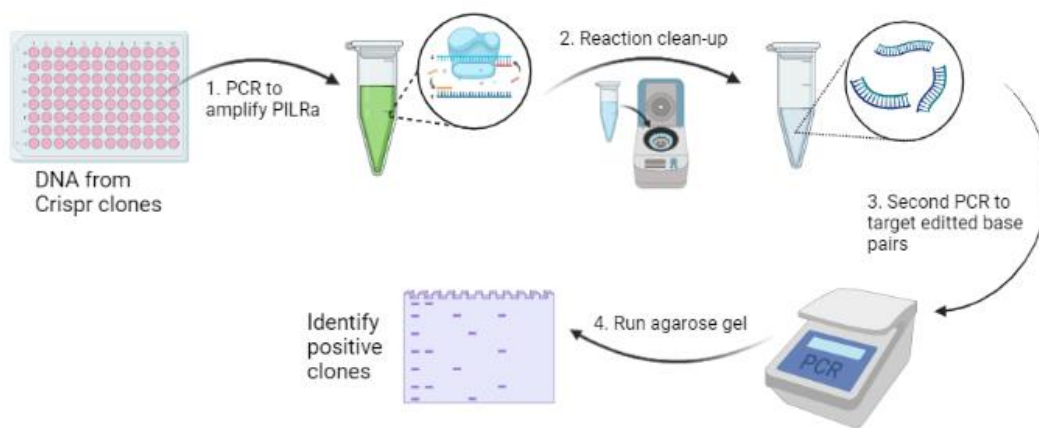 1. PCR to
amplify PILRa
2. Reaction clean-up
DNA from
Crispr clones
3. Second PCR to
target editted base
pairs
PCR
4. Run agarose gel
Identify
positive
clones